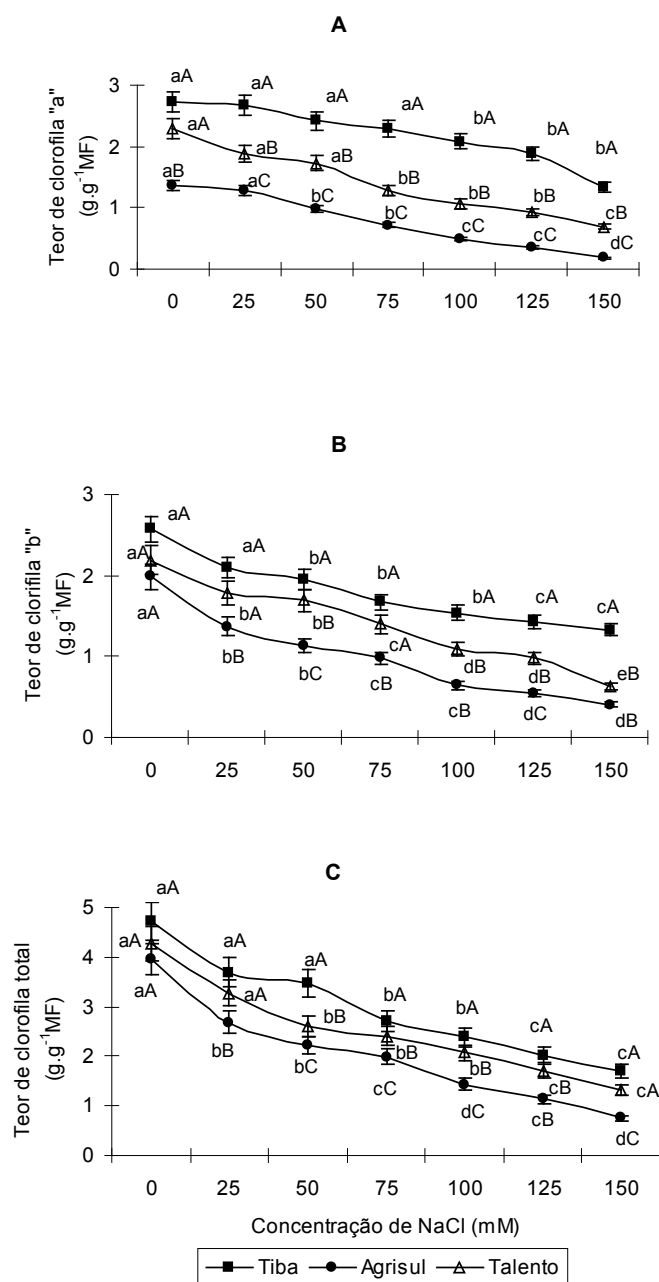 A
Teor de clorofila "a"
(g.g⁻¹MF)
3
2
1
0
aA aA aA aA bA bA bA
aA aB aB bB bB bB cB
aB aC bC bC cC cC dC
0 25 50 75 100 125 150
B
Teor de clorifila "b"
(g.g⁻¹MF)
3
2
1
0
aA aA bA bA bA cA cA
aA bA bB cA dB dB eB
aA bB bC cB cB dC dB
0 25 50 75 100 125 150
C
Teor de clorofila total
(g.g⁻¹MF)
5
4
3
2
1
0
aA aA aA bA bA cA cA
aA aA bB bB bB cB cA
aA bB bC cC dC cB dC
0 25 50 75 100 125 150
Concentração de NaCl (mM)
Tiba Agrisul Talento